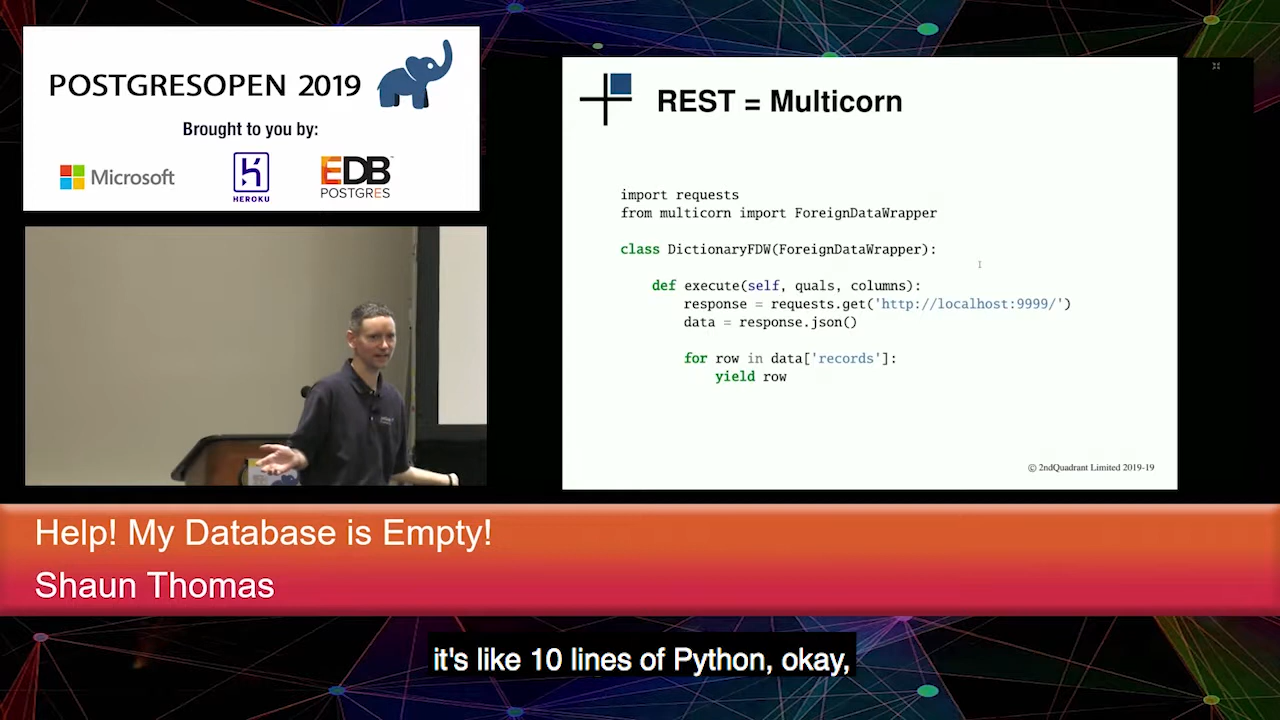 POSTGRESOPEN 2019
Brought to you by:
Microsoft
HEROKU
EDB
POSTGRES
REST = Multicorn
import requests
from multicorn import ForeignDataWrapper
class DictionaryFDW(ForeignDataWrapper):
def execute(self, quals, columns):
response = requests.get('http://localhost:9999/')
data = response.json()
for row in data['records']:
yield row
© 2ndQuadrant Limited 2019-19
Help! My Database is Empty!
Shaun Thomas
it's like 10 lines of Python, okay,